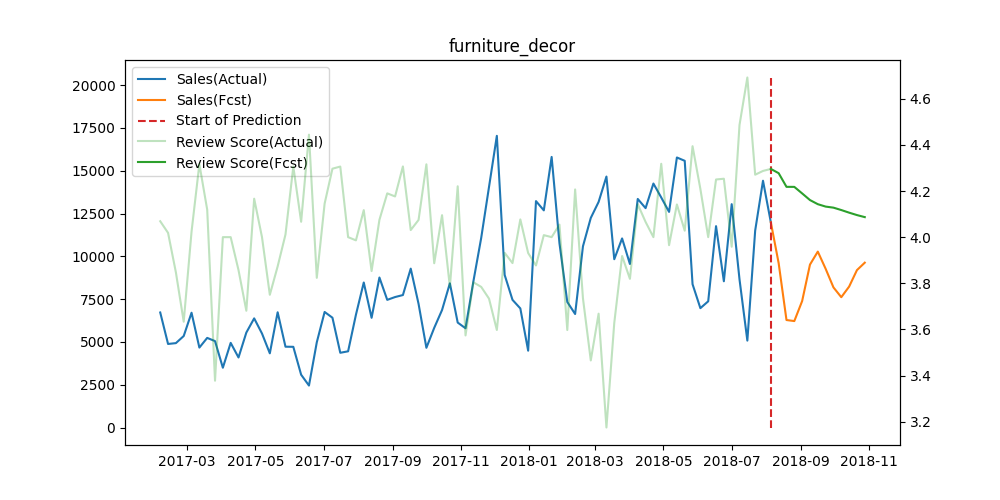 furniture_decor
Sales(Actual)
Sales(Fcst)
Start of Prediction
Review Score(Actual)
Review Score(Fcst)
20000
17500
15000
12500
10000
7500
5000
2500
0
4.6
4.4
4.2
4.0
3.8
3.6
3.4
3.2
2017-03 2017-05 2017-07 2017-09 2017-11 2018-01 2018-03 2018-05 2018-07 2018-09 2018-11